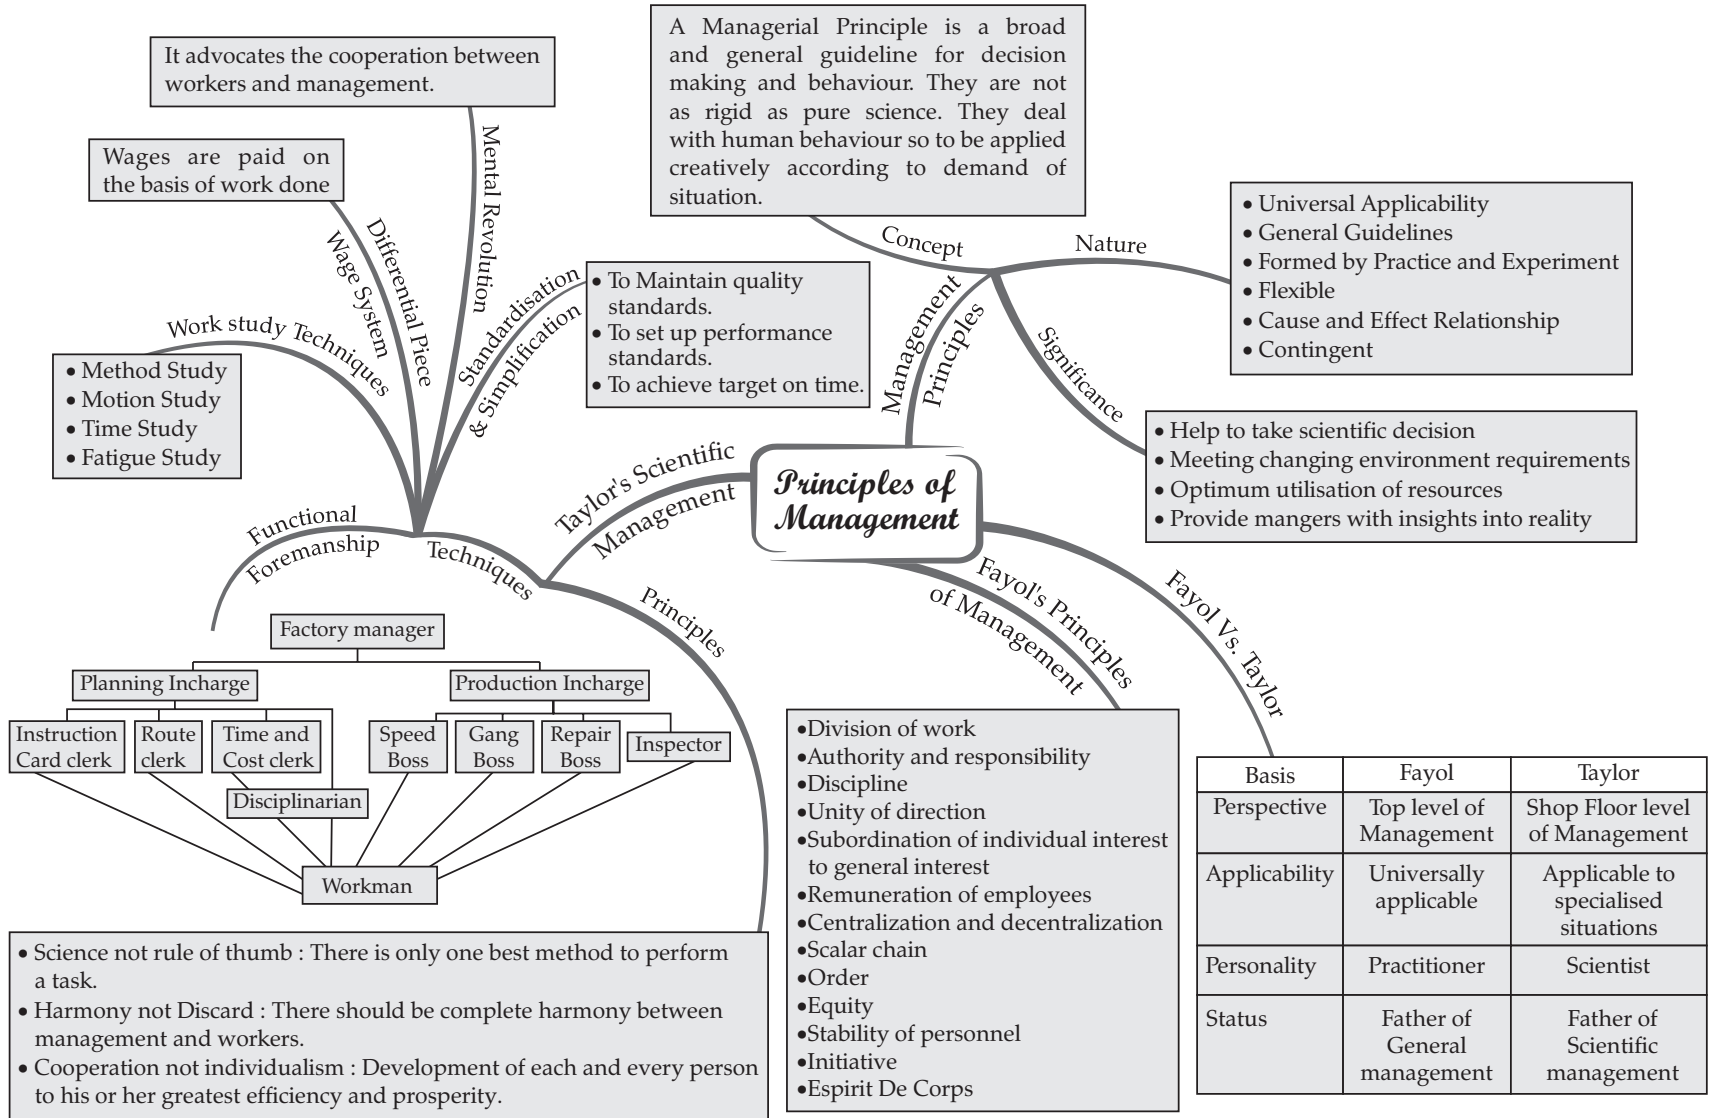 It advocates the cooperation between
workers and management.
Mental Revolution
Wages are paid on
the basis of work done
Differential Piece
Wage System
Standardisation
& Simplification
• To Maintain quality
standards.
• To set up performance
standards.
• To achieve target on time.
Work study Techniques
• Method Study
• Motion Study
• Time Study
• Fatigue Study
Functional
Foremanship
Techniques
Taylor's Scientific
Management
Principles
A Managerial Principle is a broad
and general guideline for decision
making and behaviour. They are not
as rigid as pure science. They deal
with human behaviour so to be applied
creatively according to demand of
situation.
Concept
Nature
• Universal Applicability
• General Guidelines
• Formed by Practice and Experiment
• Flexible
• Cause and Effect Relationship
• Contingent
Management
Principles
Significance
• Help to take scientific decision
• Meeting changing environment requirements
• Optimum utilisation of resources
• Provide mangers with insights into reality
Principles of
Management
Fayol's Principles
of Management
Fayol Vs. Taylor
Factory manager
Planning Incharge
Production Incharge
Instruction
Card clerk
Route
clerk
Time and
Cost clerk
Disciplinarian
Speed
Boss
Gang
Boss
Repair
Boss
Inspector
Workman
• Science not rule of thumb : There is only one best method to perform
a task.
• Harmony not Discard : There should be complete harmony between
management and workers.
• Cooperation not individualism : Development of each and every person
to his or her greatest efficiency and prosperity.
•Division of work
•Authority and responsibility
•Discipline
•Unity of direction
•Subordination of individual interest
to general interest
•Remuneration of employees
•Centralization and decentralization
•Scalar chain
•Order
•Equity
•Stability of personnel
•Initiative
•Espirit De Corps
Basis Fayol Taylor
Perspective Top level of Shop Floor level
Management of Management
Applicability Universally Applicable to
applicable specialised
situations
Personality Practitioner Scientist
Status Father of Father of
General Scientific
management management